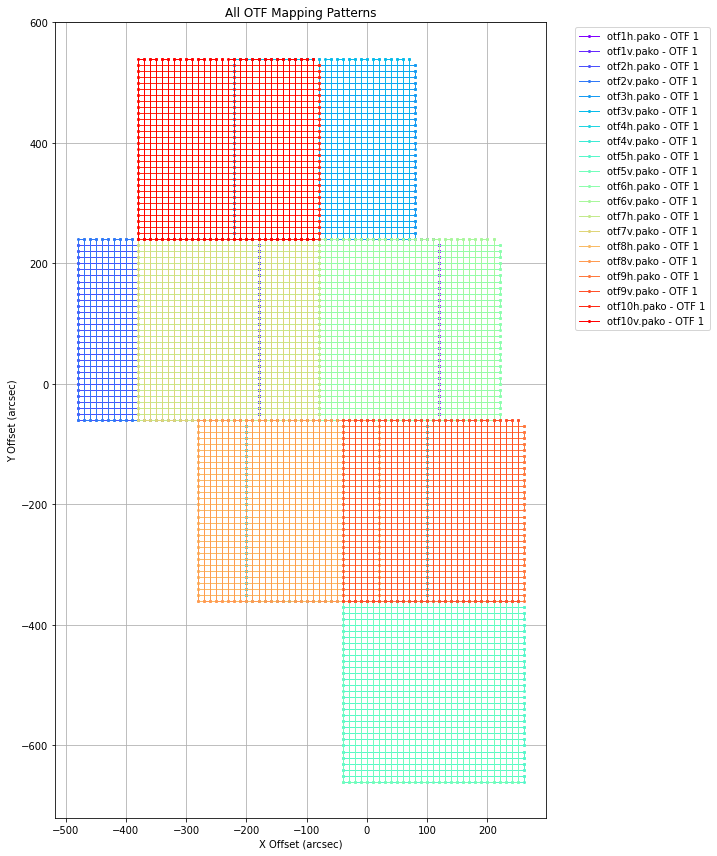 All OTF Mapping Patterns
600
400
200
0
−200
−400
−600
Y Offset (arcsec)
−500
−400
−300
−200
−100
0
100
200
X Offset (arcsec)
otf1h.pako - OTF 1
otf1v.pako - OTF 1
otf2h.pako - OTF 1
otf2v.pako - OTF 1
otf3h.pako - OTF 1
otf3v.pako - OTF 1
otf4h.pako - OTF 1
otf4v.pako - OTF 1
otf5h.pako - OTF 1
otf5v.pako - OTF 1
otf6h.pako - OTF 1
otf6v.pako - OTF 1
otf7h.pako - OTF 1
otf7v.pako - OTF 1
otf8h.pako - OTF 1
otf8v.pako - OTF 1
otf9h.pako - OTF 1
otf9v.pako - OTF 1
otf10h.pako - OTF 1
otf10v.pako - OTF 1